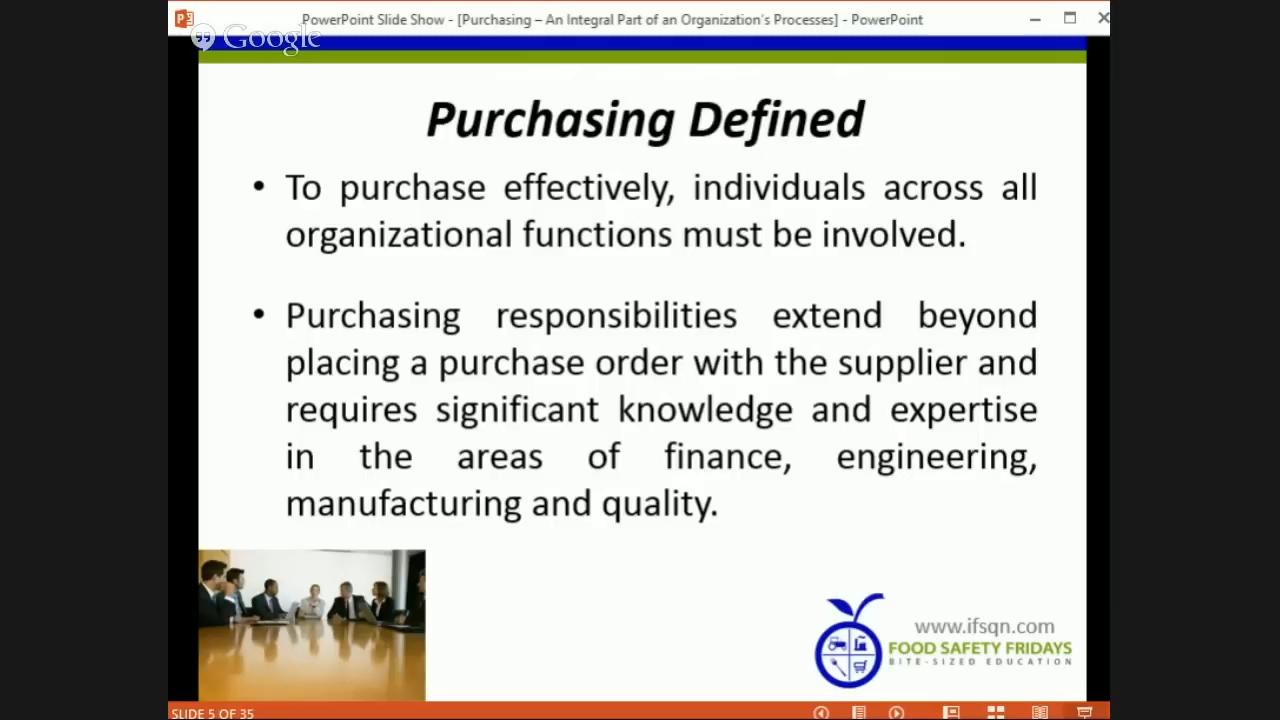 PowerPoint Slide Show - [Purchasing – An Integral Part of an Organization's Processes] - PowerPoint
Google
Purchasing Defined
• To purchase effectively, individuals across all
organizational functions must be involved.
• Purchasing responsibilities extend beyond
placing a purchase order with the supplier and
requires significant knowledge and expertise
in the areas of finance, engineering,
manufacturing and quality.
www.ifsqn.com
FOOD SAFETY FRIDAYS
BITE-SIZED EDUCATION
SLIDE 5 OF 35